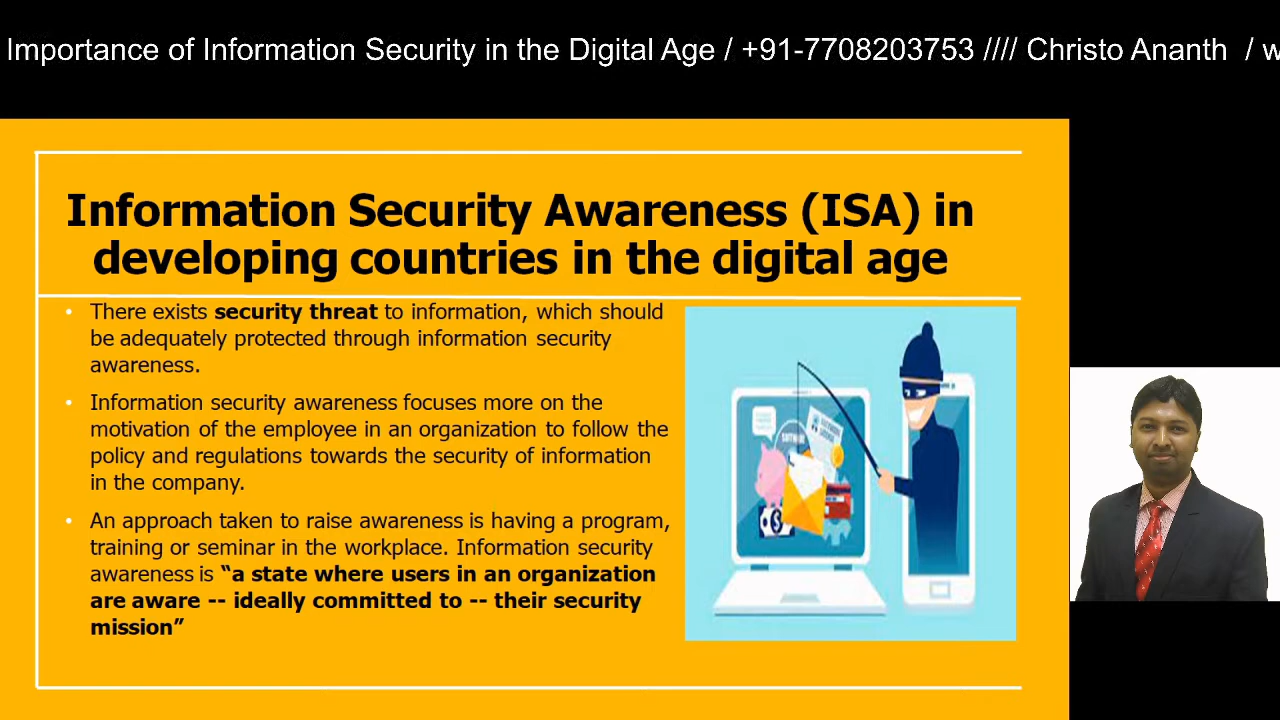 Importance of Information Security in the Digital Age / +91-7708203753 //// Christo Ananth / w
Information Security Awareness (ISA) in
developing countries in the digital age
• There exists security threat to information, which should
be adequately protected through information security
awareness.
• Information security awareness focuses more on the
motivation of the employee in an organization to follow the
policy and regulations towards the security of information
in the company.
• An approach taken to raise awareness is having a program,
training or seminar in the workplace. Information security
awareness is “a state where users in an organization
are aware -- ideally committed to -- their security
mission”